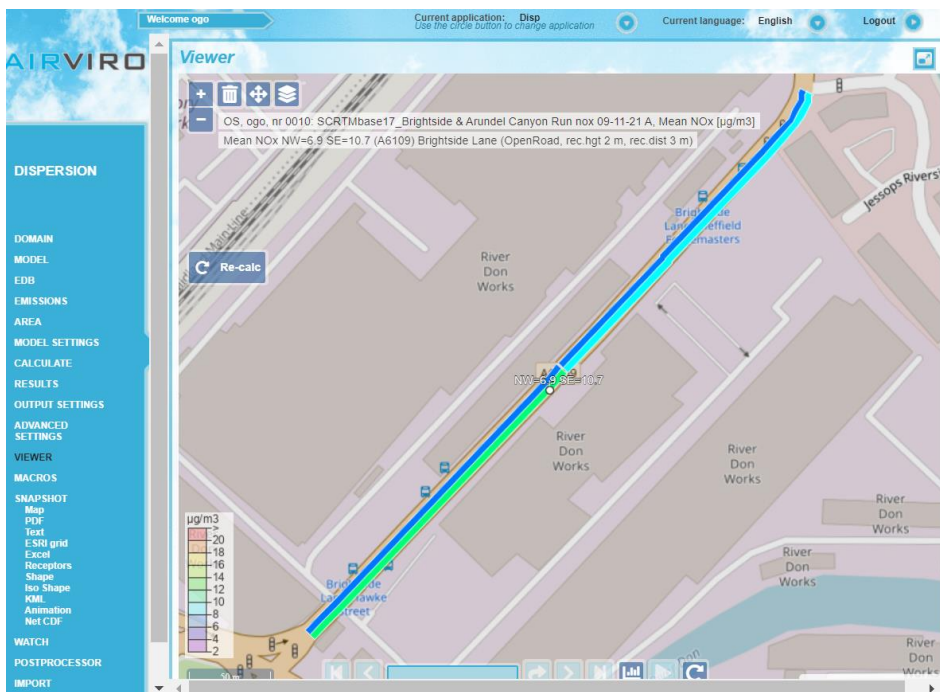 Welcome ogo
Current application: Disp
Use the circle button to change application
Current language: English
Logout
AIRVIRO
Viewer
+
−
OS, ogo, nr 0010: SCRTMbase17_Brightside & Arundel Canyon Run nox 09-11-21 A, Mean NOx [µg/m3]
Mean NOx NW=6.9 SE=10.7 (A6109) Brightside Lane (OpenRoad, rec.hgt 2 m, rec.dist 3 m)
DISPERSION
DOMAIN
MODEL
EDB
EMISSIONS
AREA
MODEL SETTINGS
CALCULATE
RESULTS
OUTPUT SETTINGS
ADVANCED
SETTINGS
VIEWER
MACROS
SNAPSHOT
Map
PDF
Text
ESRI grid
Excel
Receptors
Shape
Iso Shape
KML
Animation
Net CDF
WATCH
POSTPROCESSOR
IMPORT
Re-calc
Main-Line
Jessops Rivers
River
Don
Works
NW=6.9 SE=10.7
River
Don
Works
River
Don
Works
River
Don
Works
River
Don
Works
River
Don
Works
Don
Street
µg/m3
>
20
18
16
14
12
10
8
6
4
2
50 m